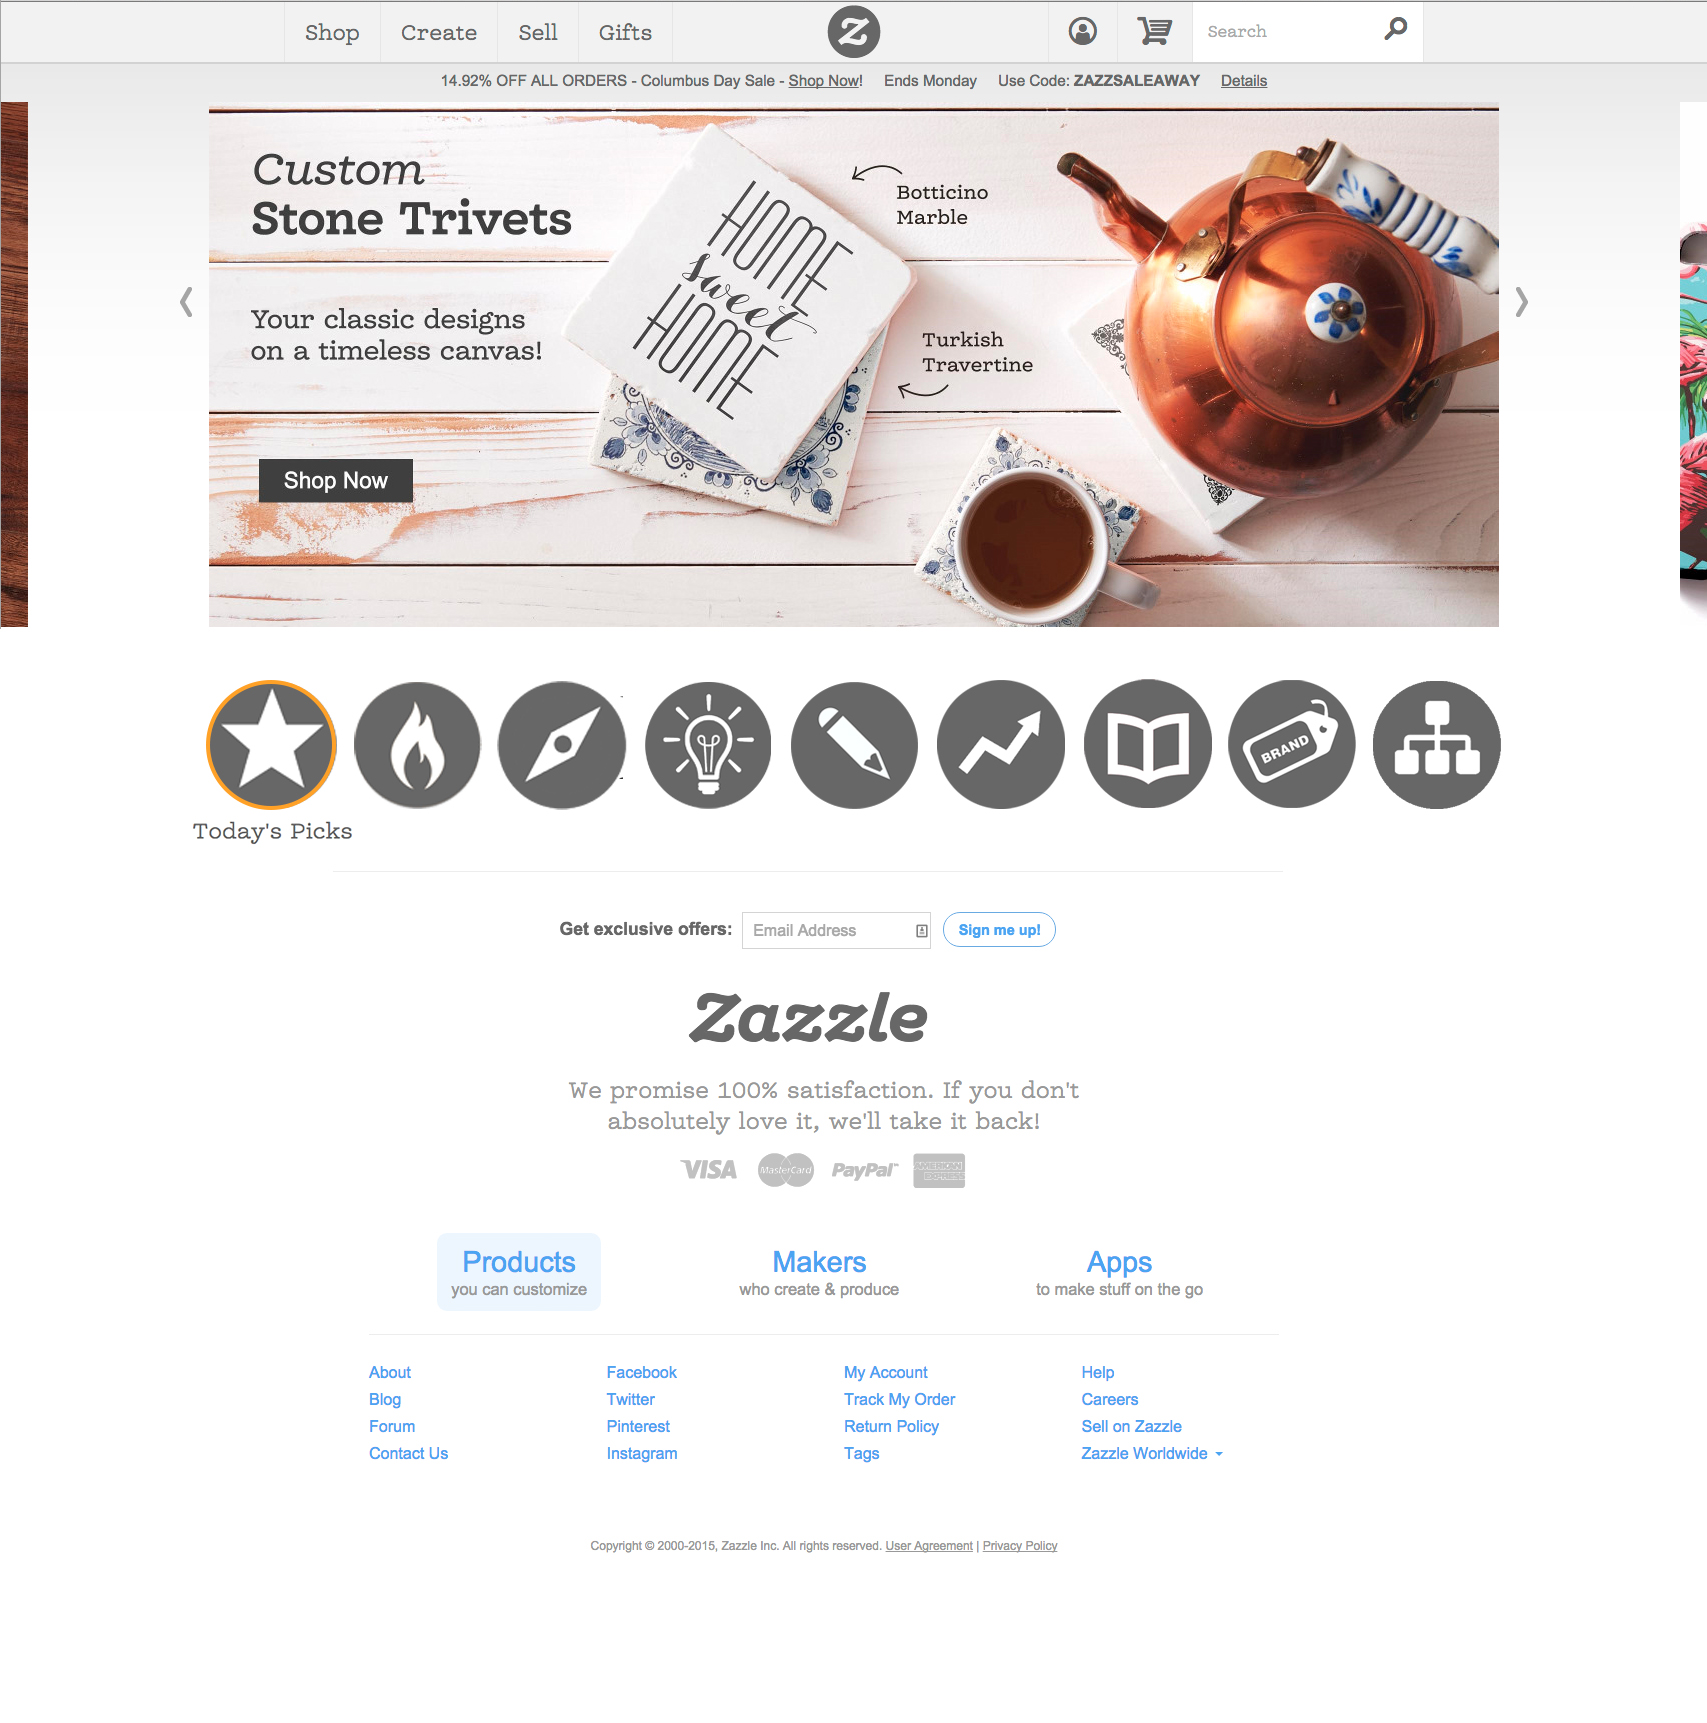 Shop Create Sell Gifts Z Search
14.92% OFF ALL ORDERS - Columbus Day Sale - Shop Now! Ends Monday Use Code: ZAZZSALEAWAY Details
Custom
Stone Trivets
Your classic designs
on a timeless canvas!
Shop Now
HOME
sweet
HOME
Botticino
Marble
Turkish
Travertine
BRAND
Today's Picks
Get exclusive offers: Email Address Sign me up!
Zazzle
We promise 100% satisfaction. If you don't
absolutely love it, we'll take it back!
VISA MasterCard PayPal™ AMERICAN EXPRESS
Products Makers Apps
you can customize who create & produce to make stuff on the go
About Facebook My Account Help
Blog Twitter Track My Order Careers
Forum Pinterest Return Policy Sell on Zazzle
Contact Us Instagram Tags Zazzle Worldwide
Copyright © 2000-2015, Zazzle Inc. All rights reserved. User Agreement | Privacy Policy